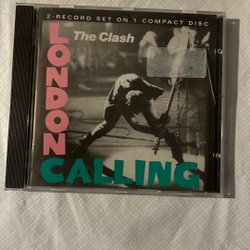 2-RECORD SET ON 1 COMPACT DISC
The Clash
LONDON
CALLING